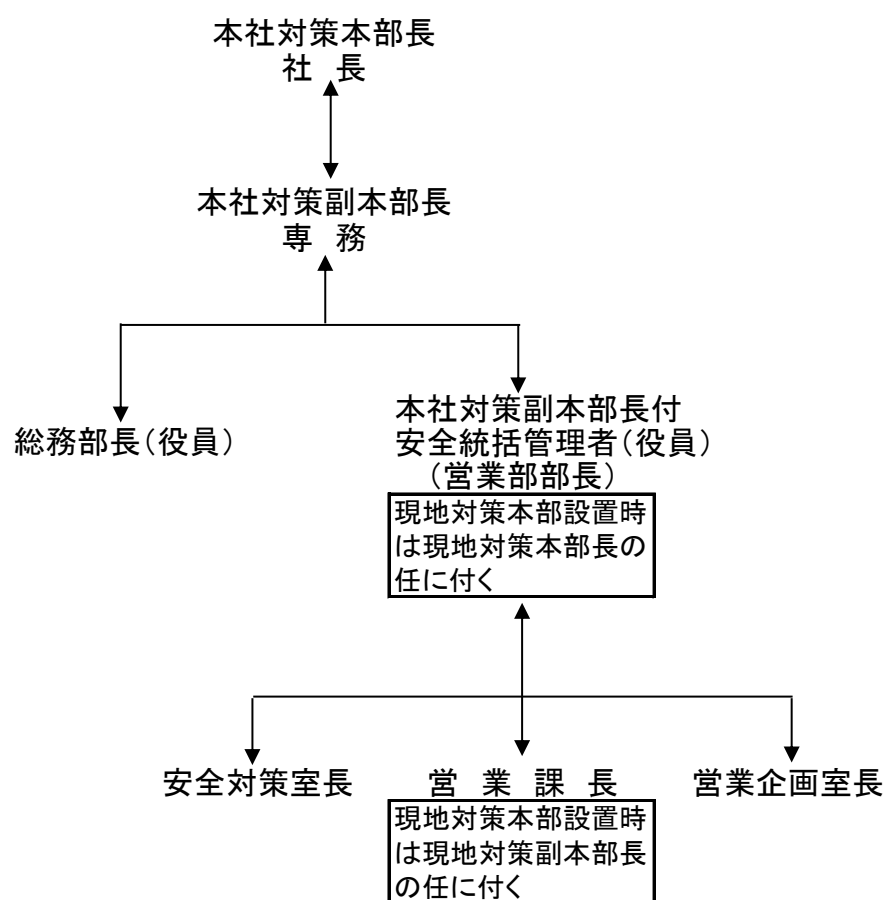 本社対策本部長
社 長
本社対策副本部長
専 務
本社対策副本部長付
総務部長(役員)
安全統括管理者(役員)
(営業部部長)
現地対策本部設置時
は現地対策本部長の
任に付く
安全対策室長
営 業 課 長
営業企画室長
現地対策本部設置時
は現地対策副本部長
の任に付く